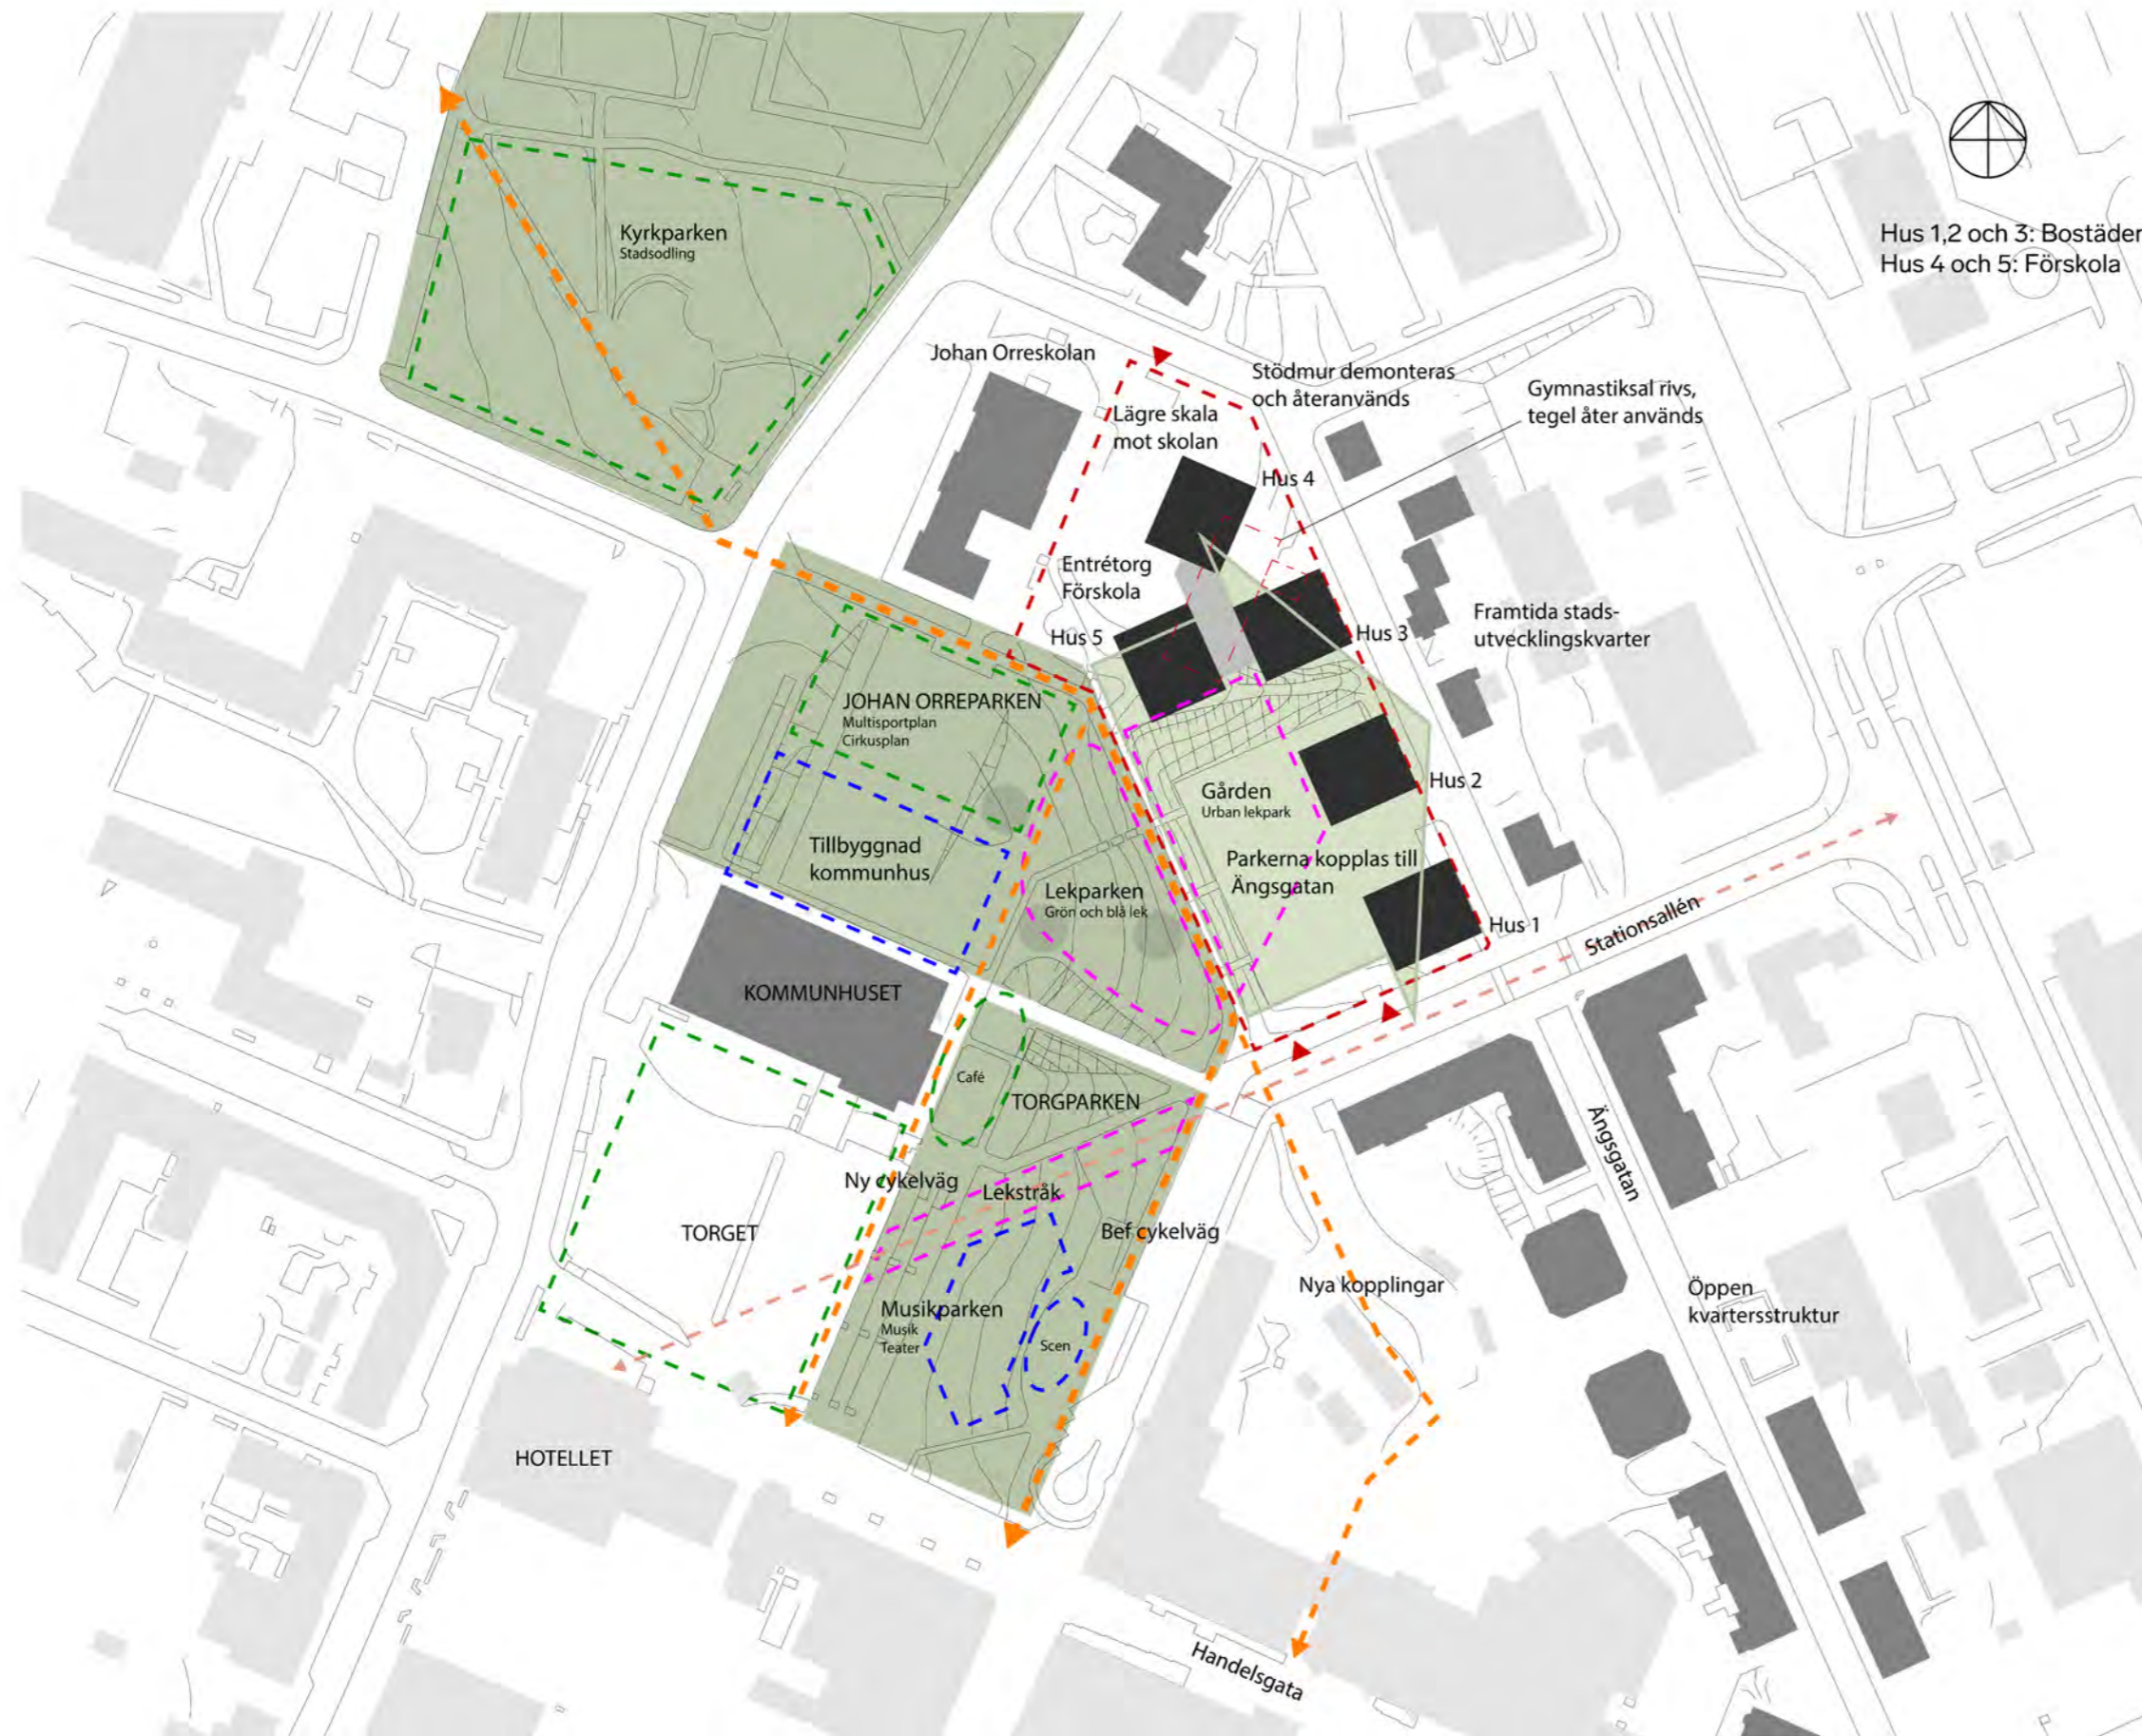 Kyrkparken
Stadsodling
Hus 1,2 och 3: Bostäder
Hus 4 och 5: Förskola
Johan Orreskolan
Stödmur demonteras
och återanvänds
Gymnastiksal rivs,
tegel åter används
Lägre skala
mot skolan
Hus 4
Entrétorg
Förskola
Hus 5
Hus 3
Framtida stads-
utvecklingskvarter
JOHAN ORREPARKEN
Multisportplan
Cirkusplan
Gården
Urban lekpark
Hus 2
Tillbyggnad
kommunhus
Parkerna kopplas till
Ängsgatan
Lekparken
Grön och blå lek
Hus 1
Stationsallén
KOMMUNHUSET
Café
TORGPARKEN
Ängsgatan
Ny cykelväg
Lekstråk
TORGET
Bef cykelväg
Nya kopplingar
Öppen
kvartersstruktur
Musikparken
Musik
Teater
Scen
HOTELLET
Handelsgata